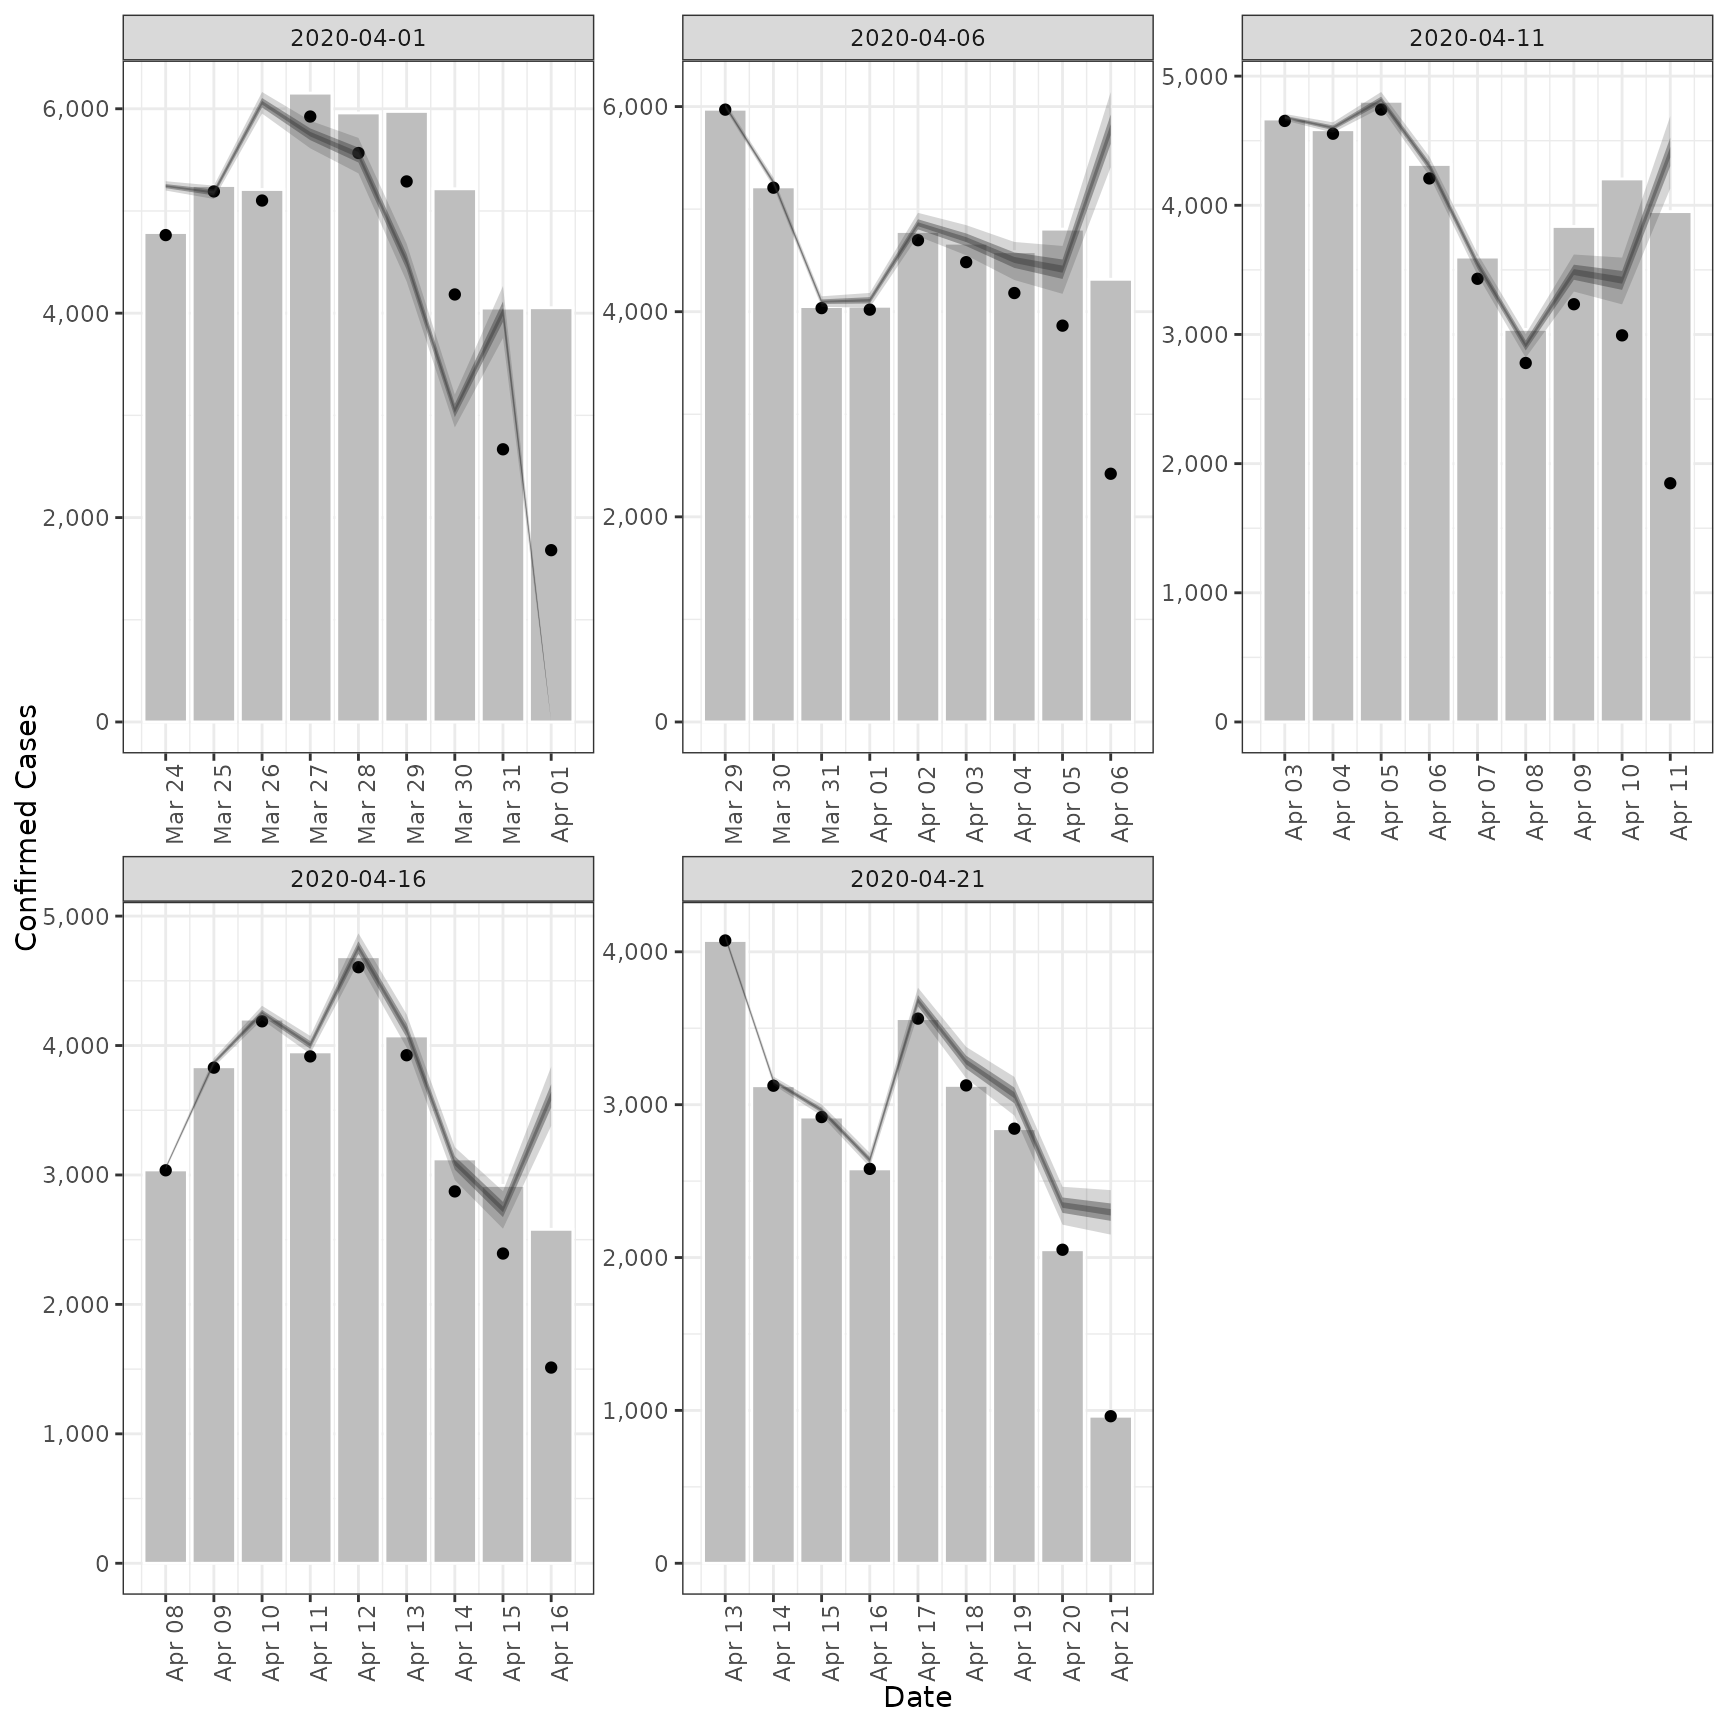 Confirmed Cases
2020-04-01
6,000
4,000
2,000
0
Mar 24
Mar 25
Mar 26
Mar 27
Mar 28
Mar 29
Mar 30
Mar 31
Apr 01
2020-04-06
6,000
4,000
2,000
0
Mar 29
Mar 30
Mar 31
Apr 01
Apr 02
Apr 03
Apr 04
Apr 05
Apr 06
2020-04-11
5,000
4,000
3,000
2,000
1,000
0
Apr 03
Apr 04
Apr 05
Apr 06
Apr 07
Apr 08
Apr 09
Apr 10
Apr 11
2020-04-16
5,000
4,000
3,000
2,000
1,000
0
Apr 08
Apr 09
Apr 10
Apr 11
Apr 12
Apr 13
Apr 14
Apr 15
Apr 16
2020-04-21
4,000
3,000
2,000
1,000
0
Apr 13
Apr 14
Apr 15
Apr 16
Apr 17
Apr 18
Apr 19
Apr 20
Apr 21
Date